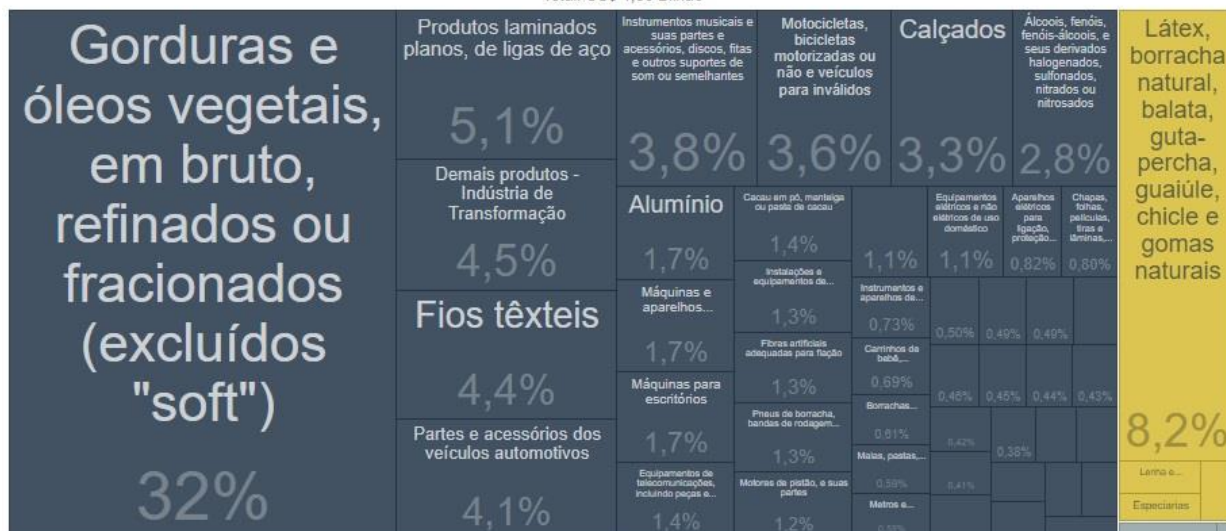 Gorduras e
óleos vegetais,
em bruto,
refinados ou
fracionados
(excluídos
"soft")
32%
Produtos laminados
planos, de ligas de aço
5,1%
Demais produtos -
Indústria de
Transformação
4,5%
Fios têxteis
4,4%
Partes e acessórios dos
veículos automotivos
4,1%
Instrumentos musicais e
suas partes e
acessórios, discos, fitas
e outros suportes de
som ou semelhantes
3,8%
Motocicletas,
bicicletas
motorizadas ou
não e veículos
para inválidos
3,6%
Calçados
3,3%
Álcoois, fenóis,
fenóis-álcoois, e
seus derivados
halogenados,
sulfonados,
nitrados ou
nitrosados
2,8%
Alumínio
1,7%
Máquinas e
aparelhos...
1,7%
Máquinas para
escritórios
1,7%
Equipamentos de
telecomunicações,
incluindo peças e...
1,4%
Cacau em pó, manteiga
ou pasta de cacau
1,4%
Instalações e
equipamentos de...
1,3%
Fibras artificiais
adequadas para fiação
1,3%
Pneus de borracha,
bandas de rodagem...
1,3%
Motores de pistão, e suas
partes
1,2%
1,1%
Equipamentos
elétricos e não
elétricos de uso
doméstico
1,1%
Aparelhos
elétricos
para
ligação,
proteção...
0,82%
Chapas,
folhas,
películas,
tiras e
lâminas,...
0,80%
Instrumentos e
aparelhos de...
0,73%
Carrinhos de
bebê,...
0,69%
Borrachas...
0,61%
Malas, pastas,...
0,59%
Metros e...
0,50%
0,49%
0,49%
0,46%
0,45%
0,44%
0,43%
0,42%
0,41%
0,38%
Látex,
borracha
natural,
balata,
guta-
percha,
guaiúle,
chicle e
gomas
naturais
8,2%
Lenha e...
Especiarias